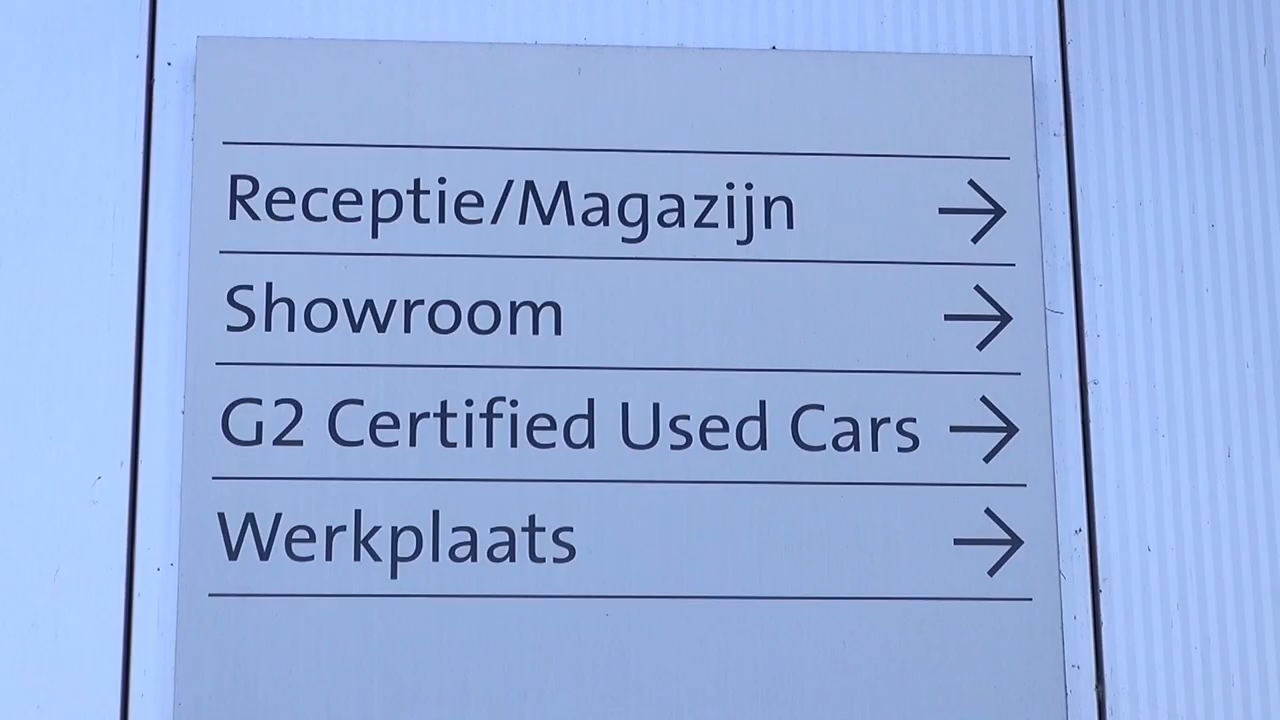 Receptie/Magazijn →
Showroom →
G2 Certified Used Cars →
Werkplaats →